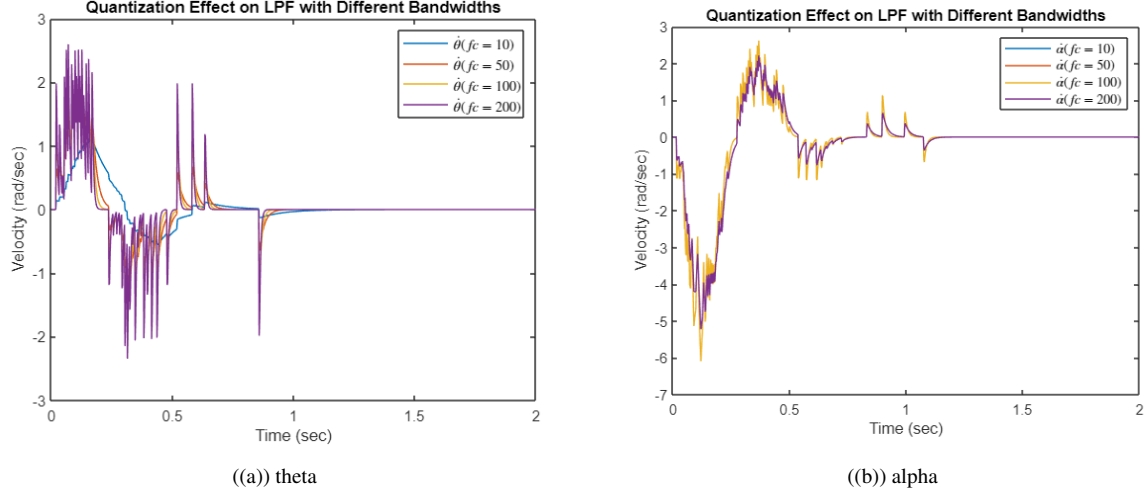 Quantization Effect on LPF with Different Bandwidths
3
2
1
0
-1
-2
-3
0
0.5
1
1.5
2
Velocity (rad/sec)
Time (sec)
θ̇(fc = 10)
θ̇(fc = 50)
θ̇(fc = 100)
θ̇(fc = 200)
((a)) theta
Quantization Effect on LPF with Different Bandwidths
3
2
1
0
-1
-2
-3
-4
-5
-6
-7
0
0.5
1
1.5
2
Velocity (rad/sec)
Time (sec)
α̇(fc = 10)
α̇(fc = 50)
α̇(fc = 100)
α̇(fc = 200)
((b)) alpha